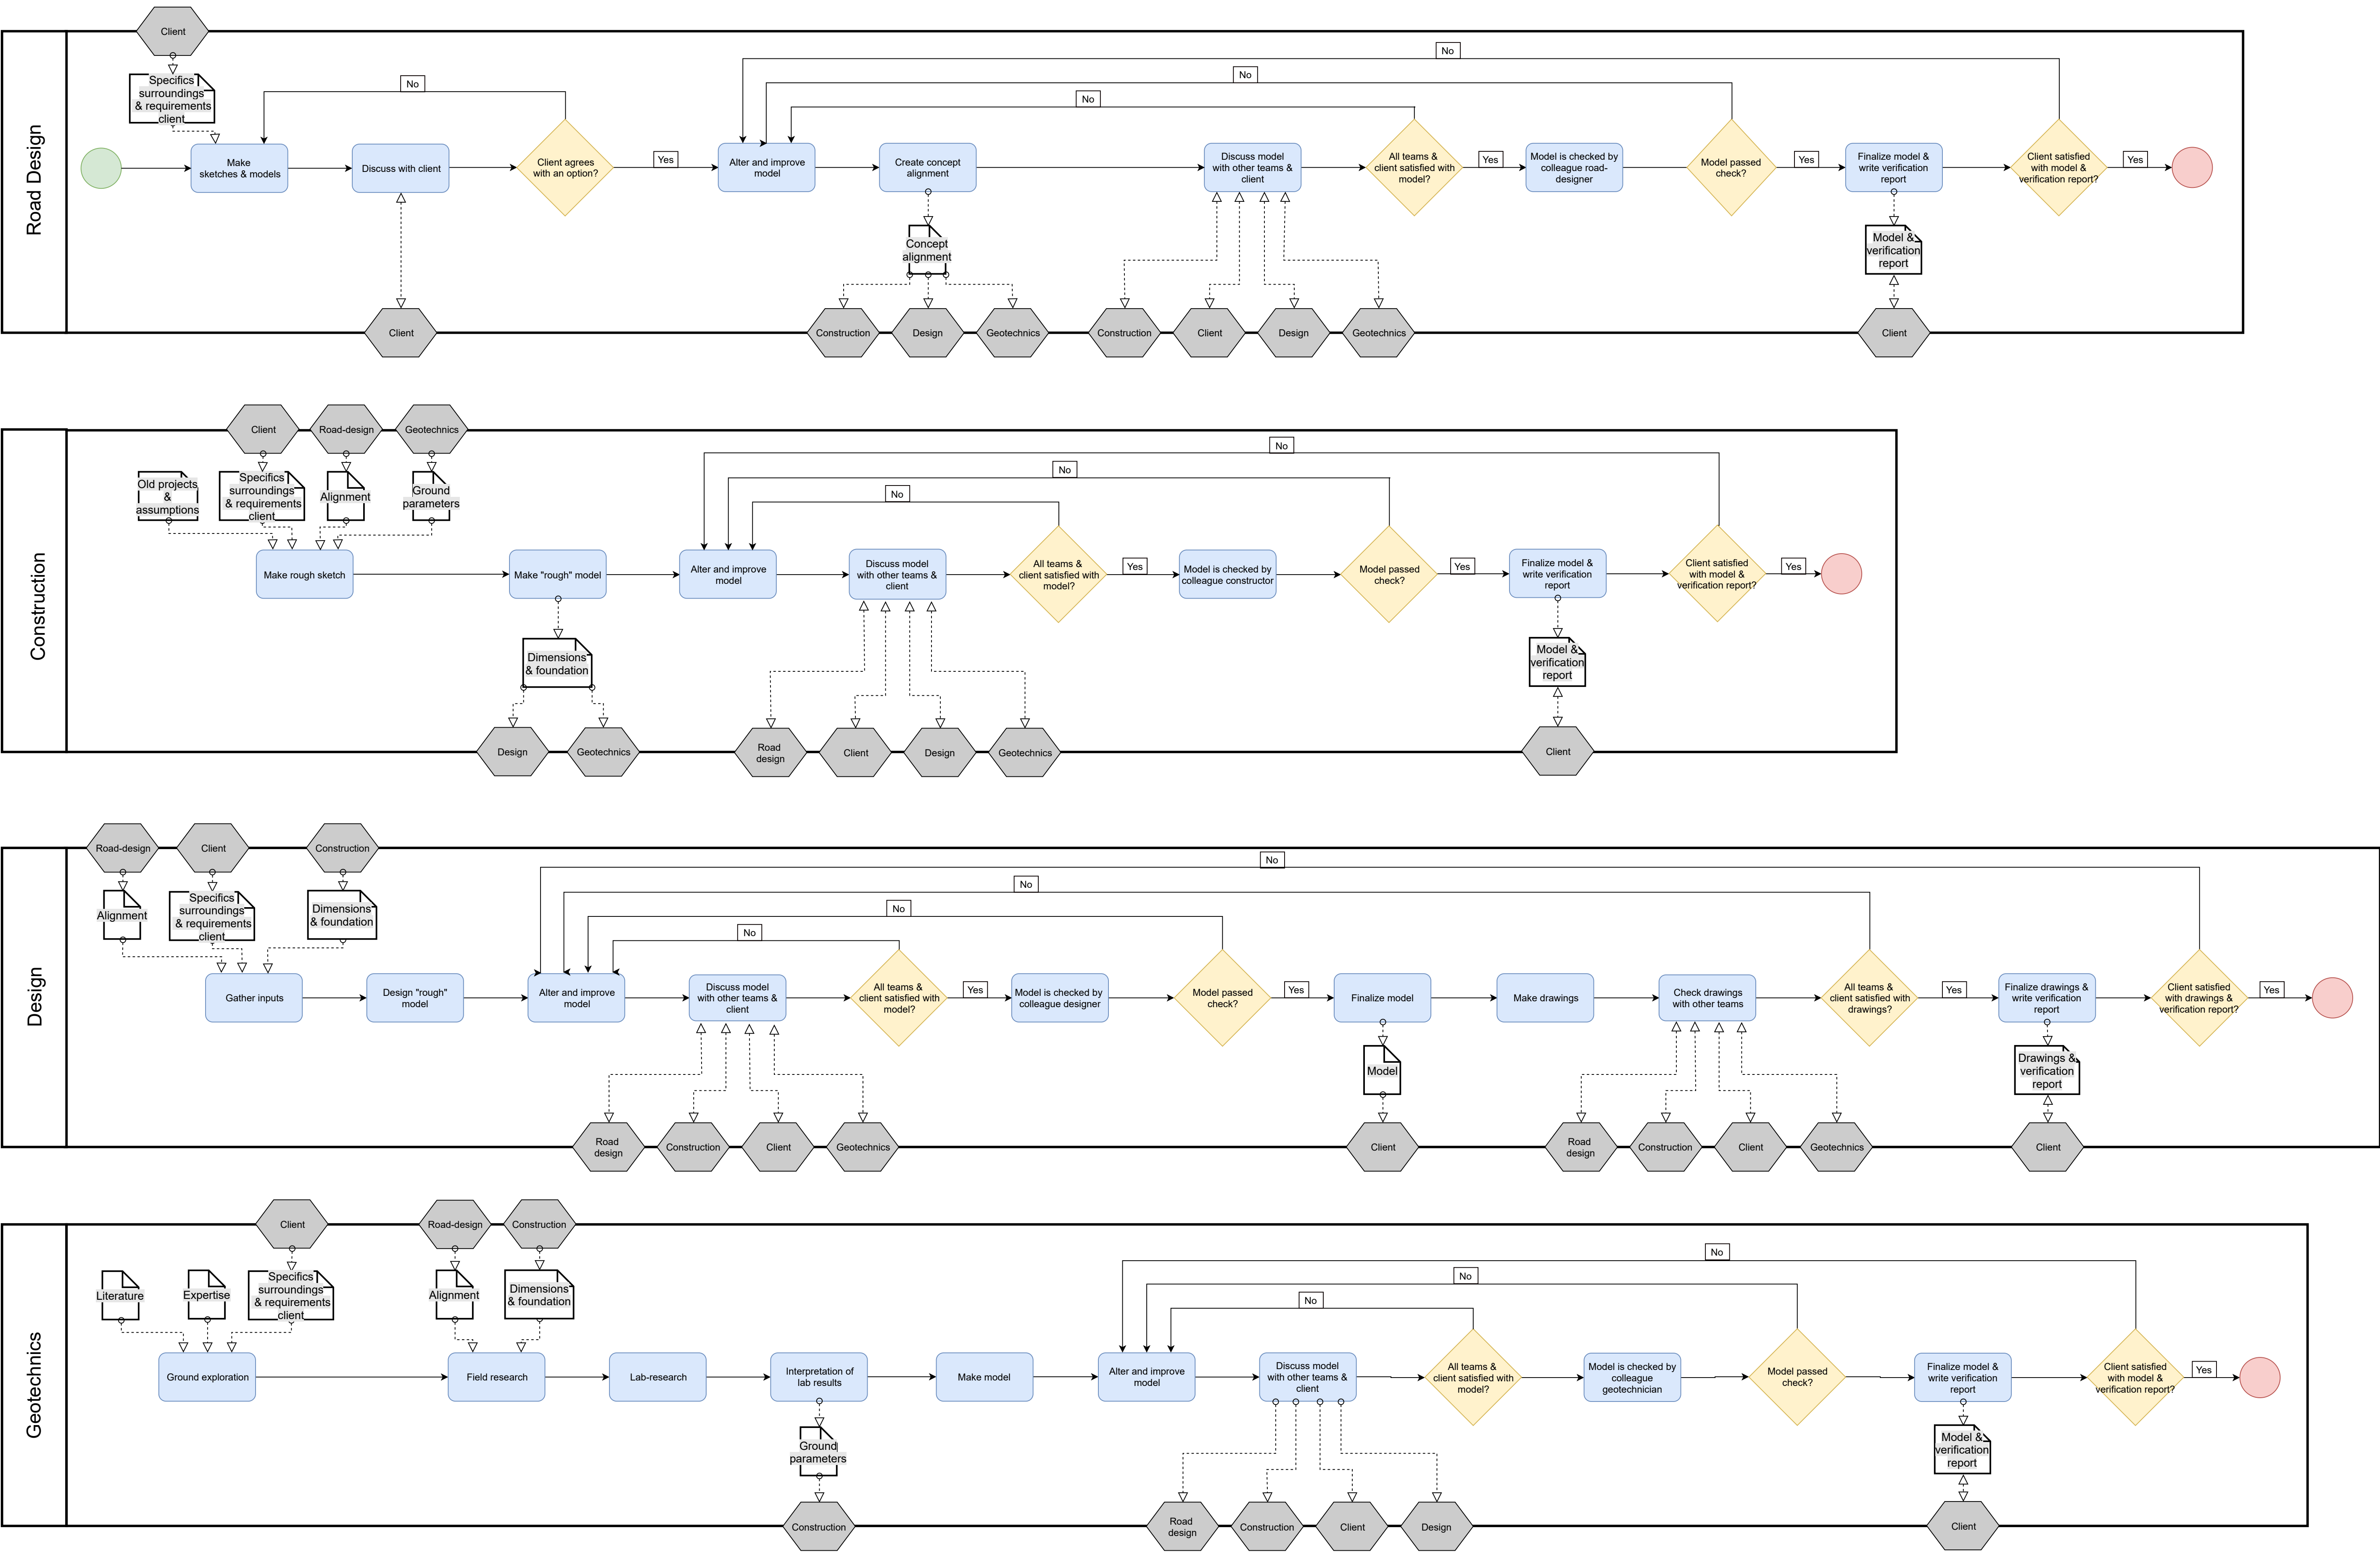 Road Design
Client
Specifics
surroundings
& requirements
client
No
No
No
No
Make
sketches & models
Discuss with client
Client agrees
with an option?
Yes
Alter and improve
model
Create concept
alignment
Discuss model
with other teams &
client
All teams &
client satisfied with
model?
Yes
Model is checked by
colleague road-
designer
Model passed
check?
Yes
Finalize model &
write verification
report
Client satisfied
with model &
verification report?
Yes
Concept
alignment
Model &
verification
report
Client
Construction
Design
Geotechnics
Construction
Client
Design
Geotechnics
Client
Construction
Client
Road-design
Geotechnics
Old projects
&
assumptions
Specifics
surroundings
& requirements
client
Alignment
Ground
parameters
No
No
No
Make rough sketch
Make "rough" model
Alter and improve
model
Discuss model
with other teams &
client
All teams &
client satisfied with
model?
Yes
Model is checked by
colleague constructor
Model passed
check?
Yes
Finalize model &
write verification
report
Client satisfied
with model &
verification report?
Yes
Dimensions
& foundation
Model &
verification
report
Design
Geotechnics
Road
design
Client
Design
Geotechnics
Client
Design
Road-design
Client
Construction
Alignment
Specifics
surroundings
& requirements
client
Dimensions
& foundation
No
No
No
No
Gather inputs
Design "rough"
model
Alter and improve
model
Discuss model
with other teams &
client
All teams &
client satisfied with
model?
Yes
Model is checked by
colleague designer
Model passed
check?
Yes
Finalize model
Make drawings
Check drawings
with other teams
All teams &
client satisfied with
drawings?
Yes
Finalize drawings &
write verification
report
Client satisfied
with drawings &
verification report?
Yes
Model
Drawings &
verification
report
Road
design
Construction
Client
Geotechnics
Client
Road
design
Construction
Client
Geotechnics
Client
Geotechnics
Client
Road-design
Construction
Literature
Expertise
Specifics
surroundings
& requirements
client
Alignment
Dimensions
& foundation
No
No
No
Ground exploration
Field research
Lab-research
Interpretation of
lab results
Make model
Alter and improve
model
Discuss model
with other teams &
client
All teams &
client satisfied with
model?
Model is checked by
colleague
geotechnician
Model passed
check?
Finalize model &
write verification
report
Client satisfied
with model &
verification report?
Yes
Ground
parameters
Model &
verification
report
Construction
Road
design
Construction
Client
Design
Client